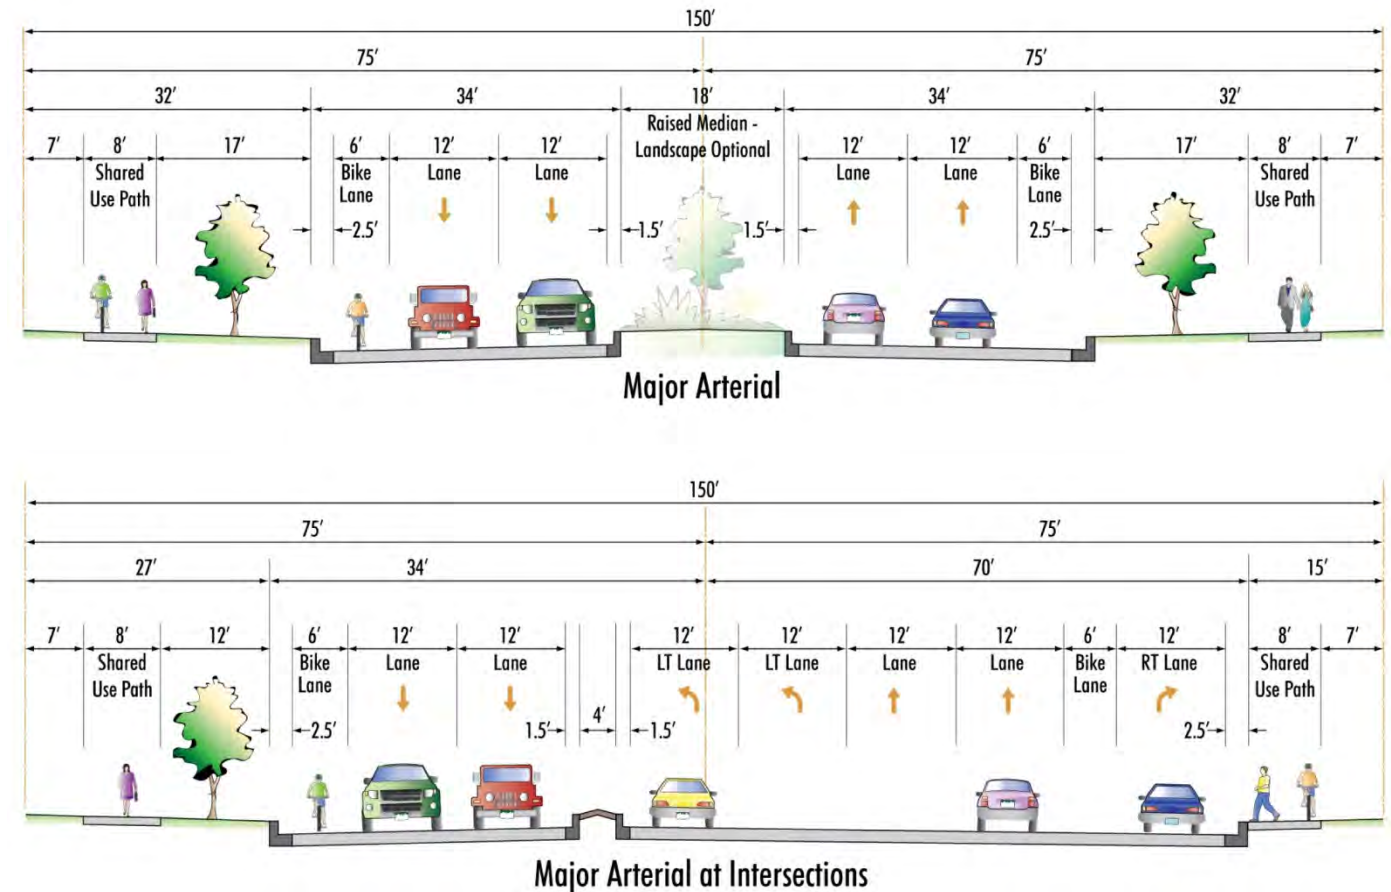 150′
75′ 75′
32′ 34′ 18′ 34′ 32′
Raised Median -
Landscape Optional
7′ 8′ 17′ 6′ 12′ 12′ 12′ 12′ 6′ 17′ 8′ 7′
Shared
Use Path
Bike
Lane
Lane
Lane
Lane
Lane
Bike
Lane
Shared
Use Path
2.5′ 1.5′ 1.5′ 2.5′
Major Arterial
150′
75′ 75′
27′ 34′ 70′ 15′
7′ 8′ 12′ 6′ 12′ 12′ 12′ 12′ 12′ 12′ 6′ 12′ 8′ 7′
Shared
Use Path
Bike
Lane
Lane
Lane
LT Lane
LT Lane
Lane
Lane
Bike
Lane
RT Lane
Shared
Use Path
2.5′ 1.5′ 4′ 1.5′ 2.5′
Major Arterial at Intersections